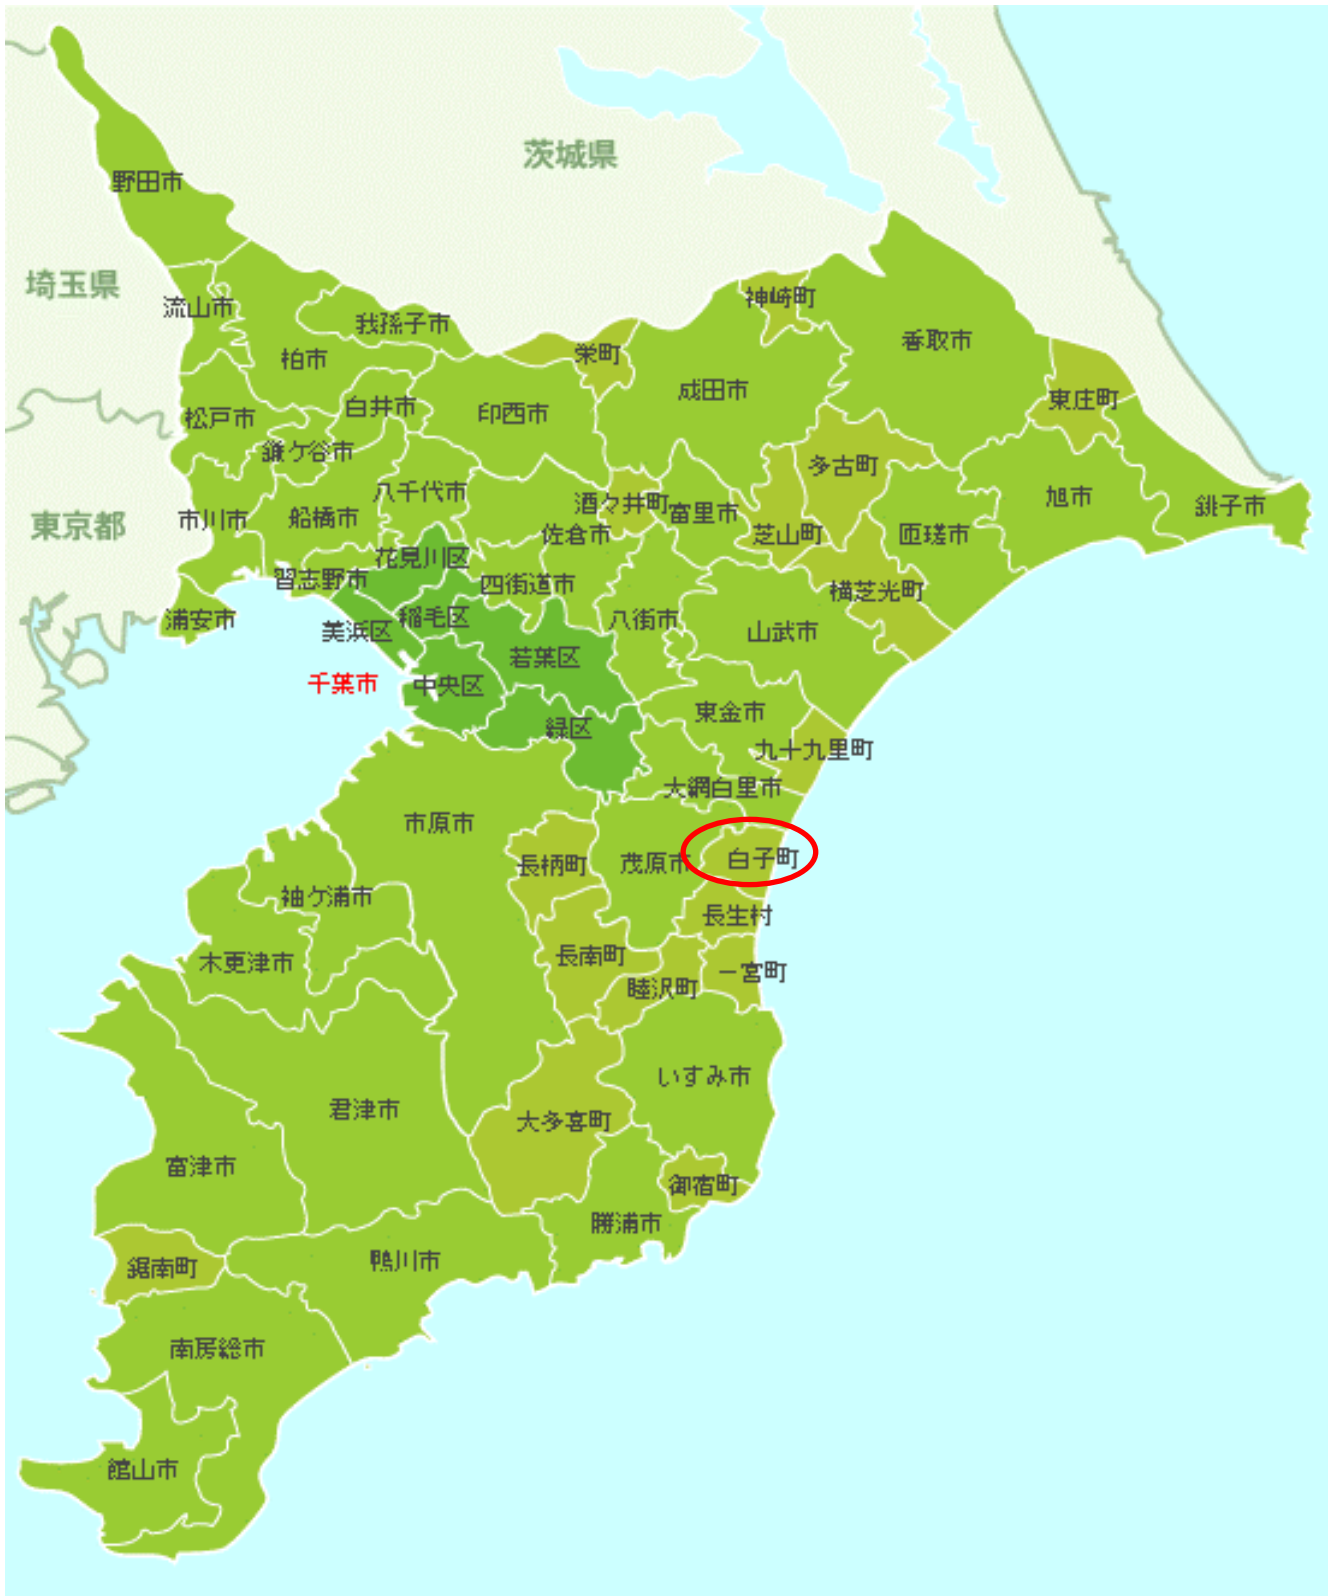 茨城県
野田市
埼玉県
神崎町
流山市
我孫子市
香取市
栄町
柏市
成田市
東庄町
白井市
印西市
松戸市
鎌ケ谷市
多古町
八千代市
旭市
酒々井町
銚子市
富里市
船橋市
市川市
東京都
佐倉市
芝山町
匝瑳市
花見川区
習志野市
四街道市
横芝光町
稲毛区
浦安市
八街市
美浜区
山武市
若葉区
千葉市
中央区
東金市
緑区
九十九里町
大網白里市
市原市
白子町
長柄町
茂原市
袖ケ浦市
長生村
長南町
木更津市
一宮町
睦沢町
いすみ市
君津市
大多喜町
富津市
御宿町
勝浦市
鴨川市
鋸南町
南房総市
館山市